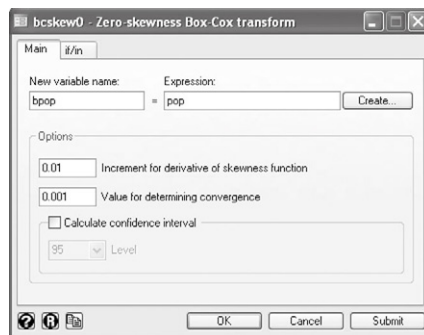 bcskew0 - Zero-skewness Box-Cox transform
Main if/in
New variable name: Expression:
bpop = pop Create...
Options
0.01 Increment for derivative of skewness function
0.001 Value for determining convergence
Calculate confidence interval
95 Level
? R OK Cancel Submit